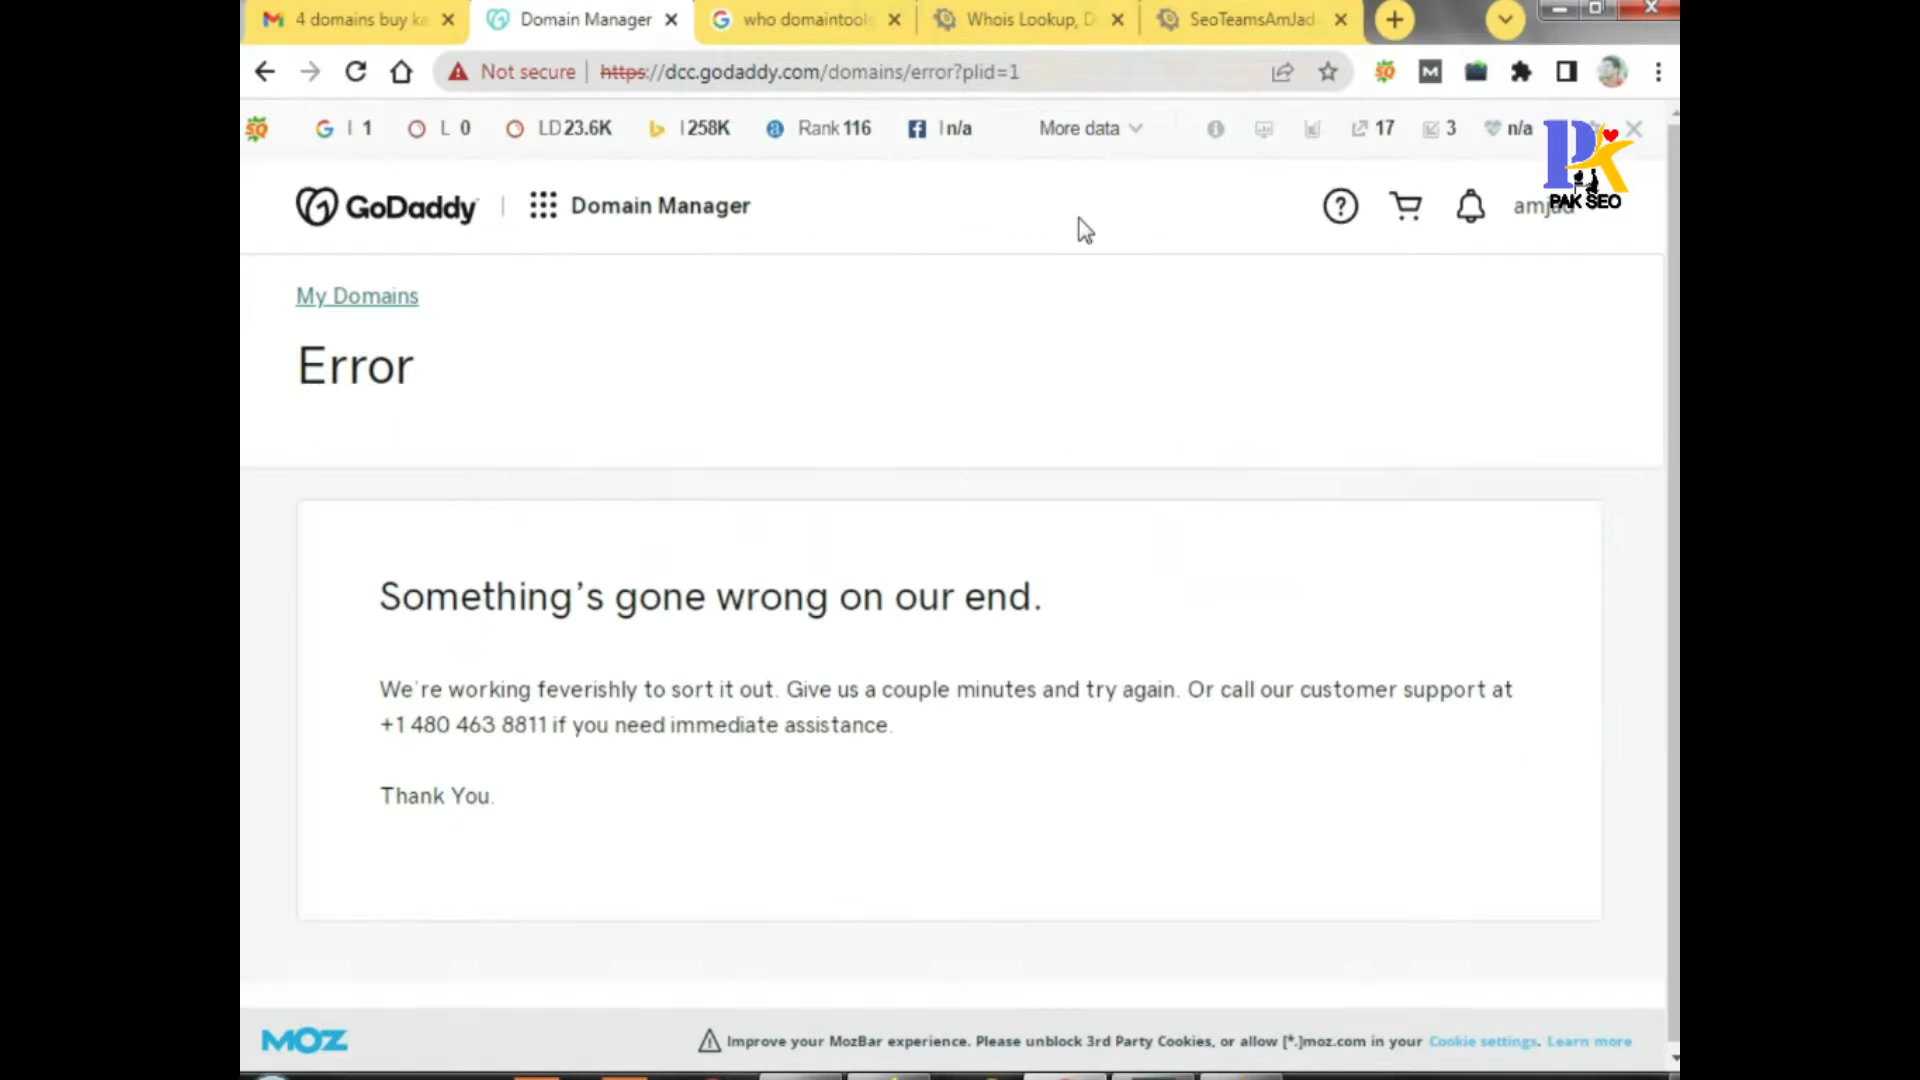 4 domains buy ka
Domain Manager
who domaintool
Whois Lookup, D
SeoTeamsAmJad
Not secure
https://dcc.godaddy.com/domains/error?plid=1
I 1
L 0
LD 23.6K
I 258K
Rank 116
I n/a
More data
17
3
n/a
PK
PAK SEO
GoDaddy
Domain Manager
My Domains
Error
Something's gone wrong on our end.
We're working feverishly to sort it out. Give us a couple minutes and try again. Or call our customer support at
+1 480 463 8811 if you need immediate assistance.
Thank You.
MOZ
Improve your MozBar experience. Please unblock 3rd Party Cookies, or allow [*.]moz.com in your Cookie settings. Learn more